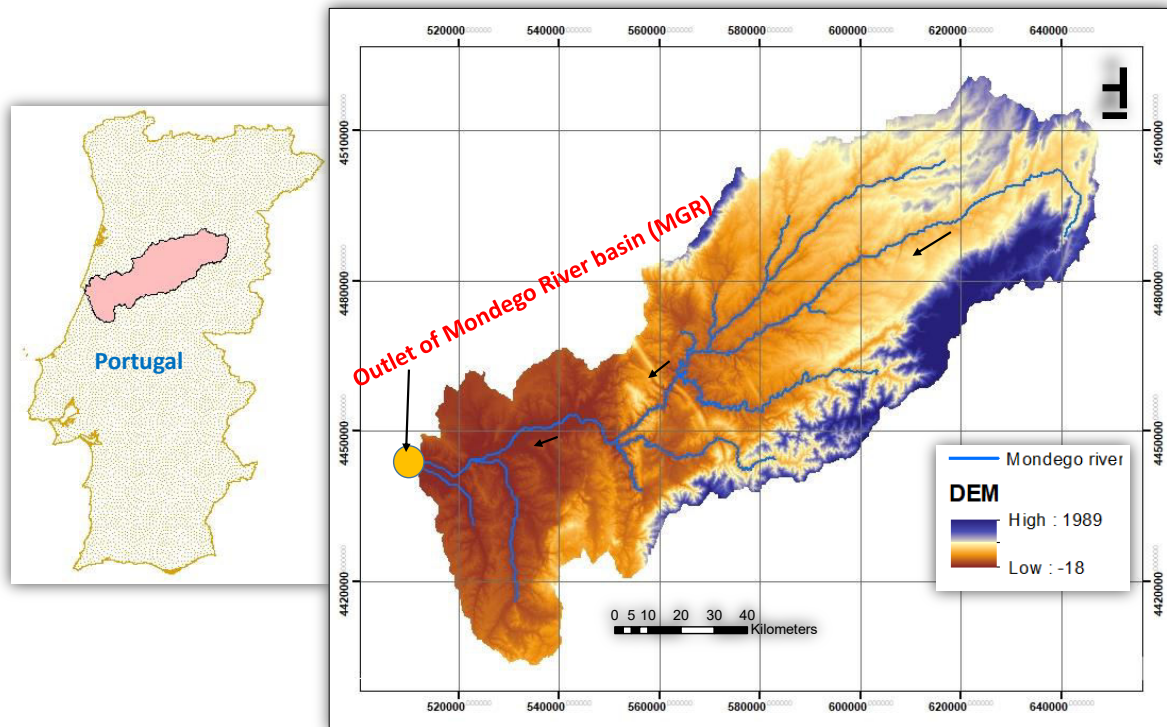 520000 540000 560000 580000 600000 620000 640000
4510000 4510000
4480000 4480000
4450000 4450000
4420000 4420000
Outlet of Mondego River basin (MGR)
Portugal
Mondego river
DEM
High : 1989
Low : -18
0 5 10 20 30 40
Kilometers
520000 540000 560000 580000 600000 620000 640000